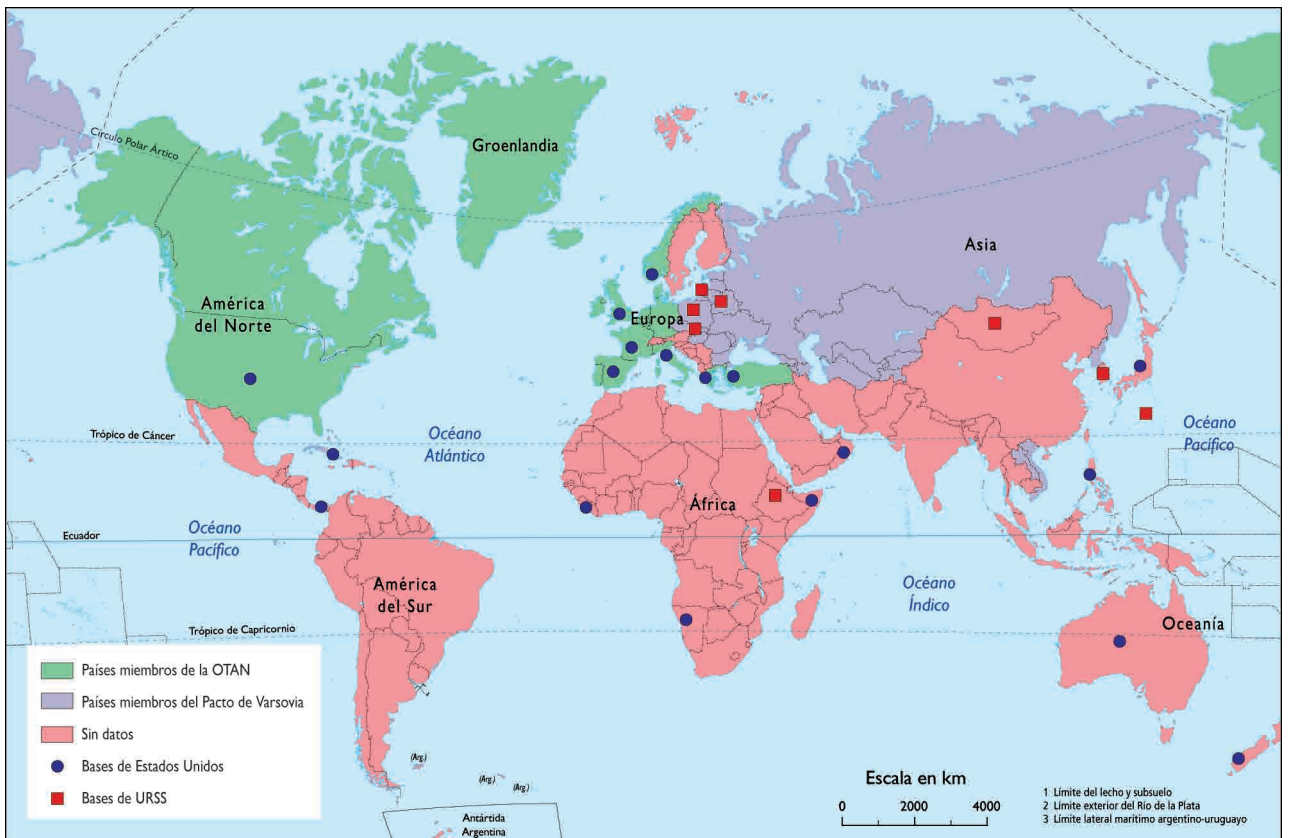 Círculo Polar Ártico
Groenlandia
Asia
América
del Norte
Europa
Trópico de Cáncer
Océano
Atlántico
Océano
Pacífico
África
Océano
Pacífico
Ecuador
América
del Sur
Océano
Índico
Oceanía
Trópico de Capricornio
Países miembros de la OTAN
Países miembros del Pacto de Varsovia
Sin datos
Bases de Estados Unidos
Bases de URSS
(Arg.)
(Arg.)
(Arg.)
Antártida
Argentina
Escala en km
0 2000 4000
1 Límite del lecho y subsuelo
2 Límite exterior del Río de la Plata
3 Límite lateral marítimo argentino-uruguayo